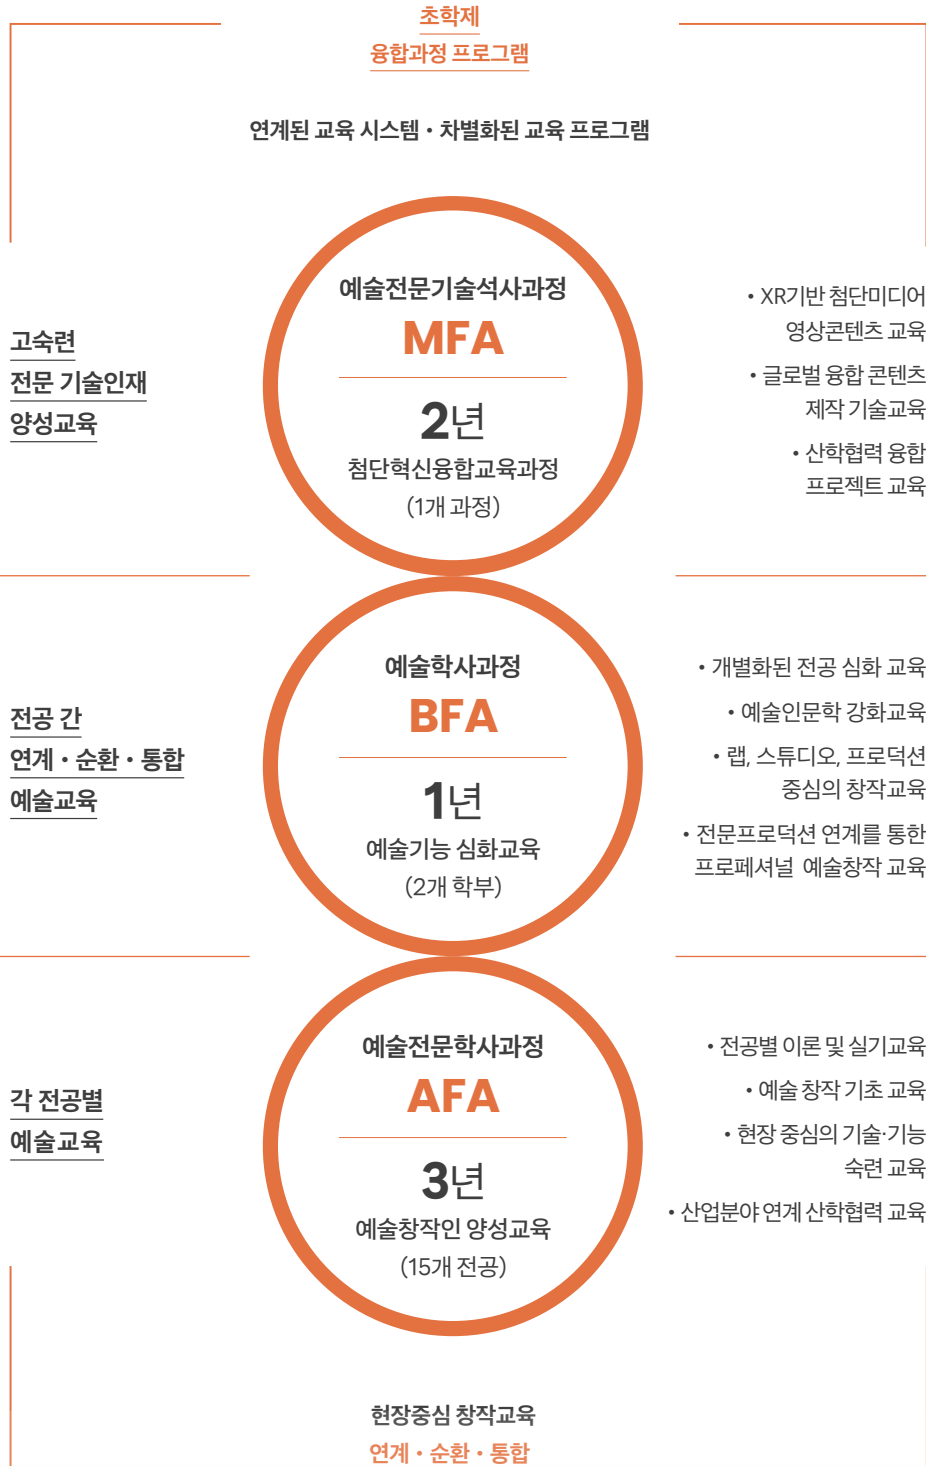 초학제
융합과정 프로그램
연계된 교육 시스템 • 차별화된 교육 프로그램
고숙련
전문 기술인재
양성교육
예술전문기술석사과정
MFA
2년
첨단혁신융합교육과정
(1개 과정)
• XR기반 첨단미디어
영상콘텐츠 교육
• 글로벌 융합 콘텐츠
제작 기술교육
• 산학협력 융합
프로젝트 교육
전공 간
연계 • 순환 • 통합
예술교육
예술학사과정
BFA
1년
예술기능 심화교육
(2개 학부)
• 개별화된 전공 심화 교육
• 예술인문학 강화교육
• 랩, 스튜디오, 프로덕션
중심의 창작교육
• 전문프로덕션 연계를 통한
프로페셔널 예술창작 교육
각 전공별
예술교육
예술전문학사과정
AFA
3년
예술창작인 양성교육
(15개 전공)
• 전공별 이론 및 실기교육
• 예술 창작 기초 교육
• 현장 중심의 기술·기능
숙련 교육
• 산업분야 연계 산학협력 교육
현장중심 창작교육
연계 • 순환 • 통합